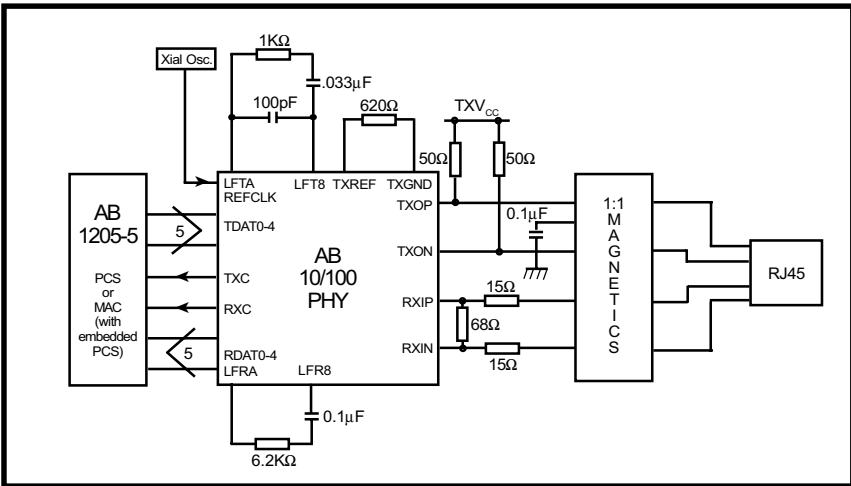 1KΩ
Xial Osc.
.033μF
100pF
620Ω
TXVCC
50Ω
50Ω
LFTA
REFCLK
LFT8
TXREF
TXGND
TXOP
AB
1205-5
5
TDAT0-4
0.1μF
1:1
MAGNETICS
AB
10/100
PHY
TXON
RJ45
PCS
or
MAC
(with
embedded
PCS)
TXC
RXC
RXIP
15Ω
68Ω
5
RDAT0-4
LFRA
LFR8
RXIN
15Ω
0.1μF
6.2KΩ